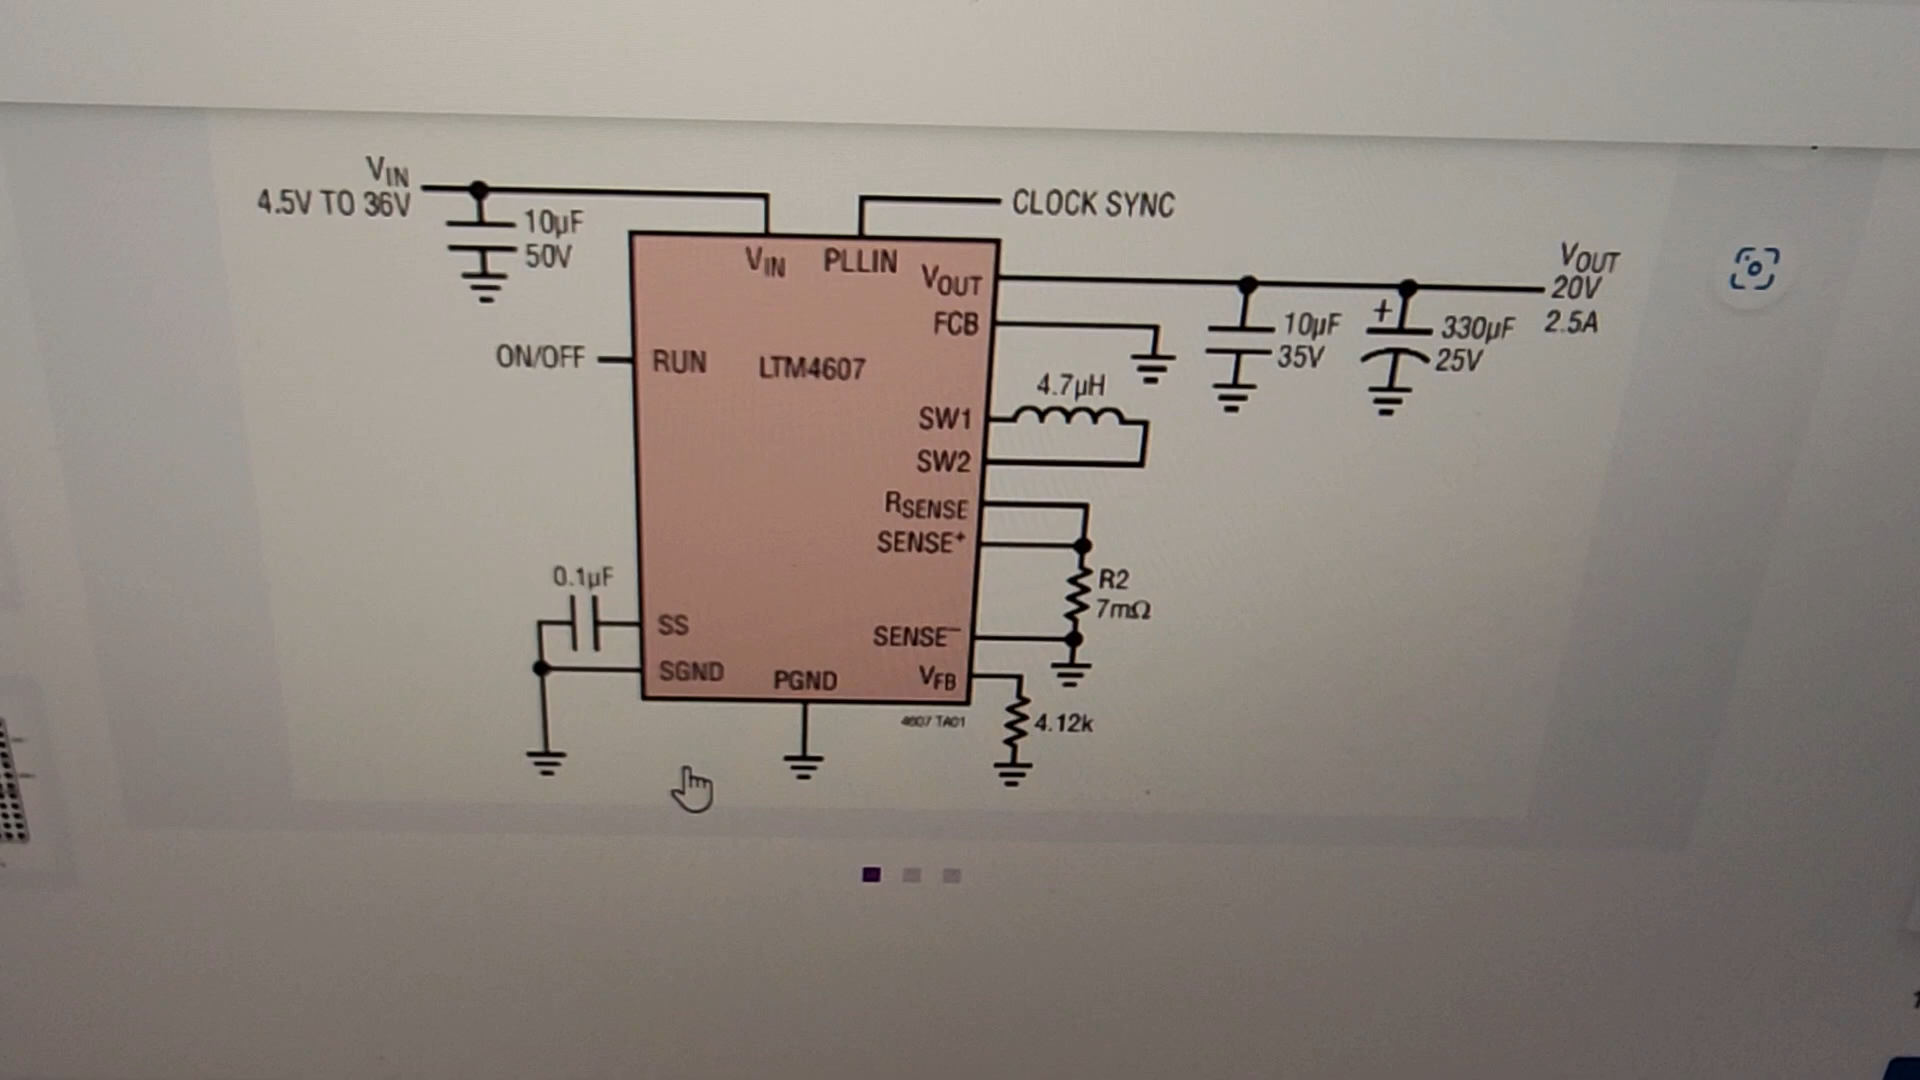 VIN
4.5V TO 36V
10µF
50V
CLOCK SYNC
VIN
PLLIN
VOUT
FCB
ON/OFF
RUN
LTM4607
VOUT
20V
2.5A
10µF
35V
+
330µF
25V
4.7µH
SW1
SW2
RSENSE
SENSE+
R2
7mΩ
0.1µF
SS
SENSE–
SGND
PGND
VFB
4607 TA01
4.12k